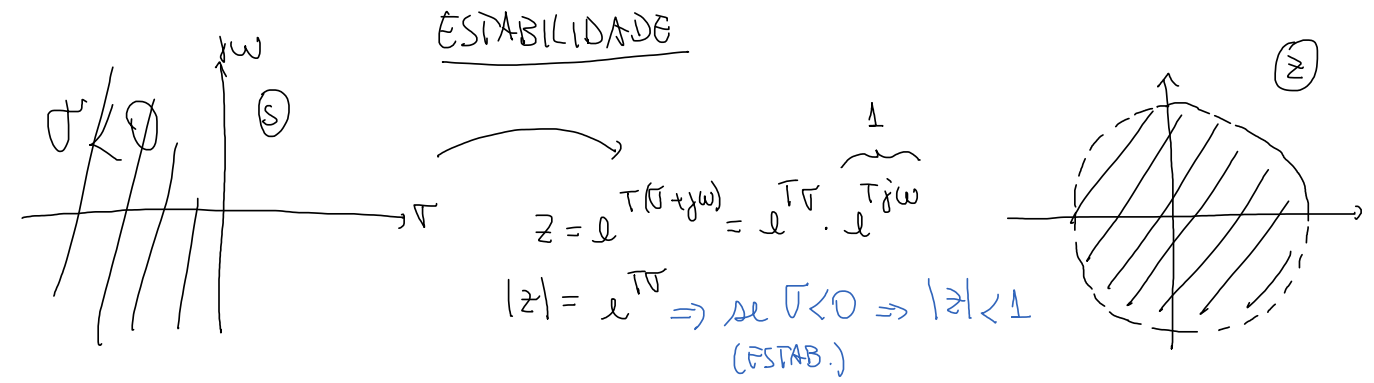 ESTABILIDADE
jω
σ < 0
s
σ
z
1
z = e^{T(σ+jω)} = e^{Tσ} · e^{Tjω}
|z| = e^{Tσ} ⇒ se σ<0 ⇒ |z| < 1
(ESTAB.)